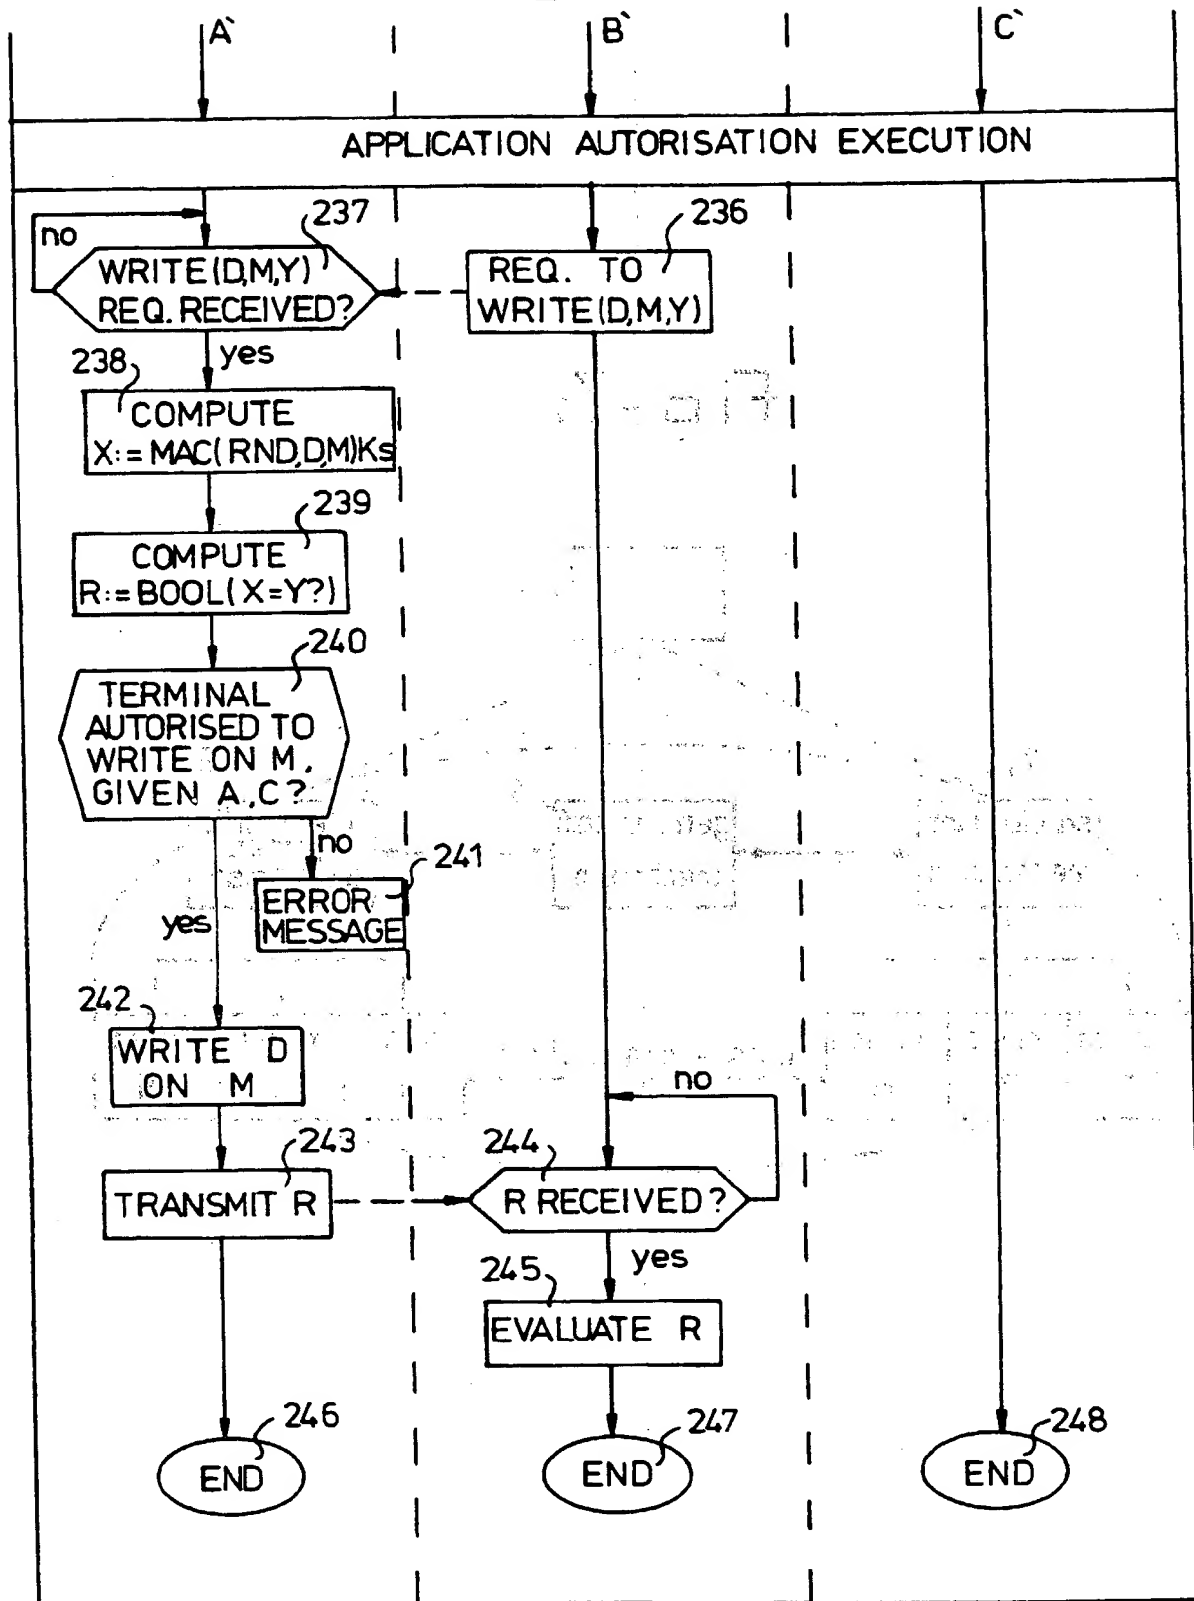 A`
B`
C`
APPLICATION AUTORISATION EXECUTION
237
236
no
WRITE(D,M,Y)
REQ. RECEIVED?
REQ. TO
WRITE(D,M,Y)
yes
238
COMPUTE
X:= MAC(RND,D,M)Ks
239
COMPUTE
R:=BOOL(X=Y?)
240
TERMINAL
AUTORISED TO
WRITE ON M,
GIVEN A,C?
no
241
ERROR
MESSAGE
yes
242
WRITE D
ON M
no
243
244
TRANSMIT R
R RECEIVED?
yes
245
EVALUATE R
246
247
248
END
END
END